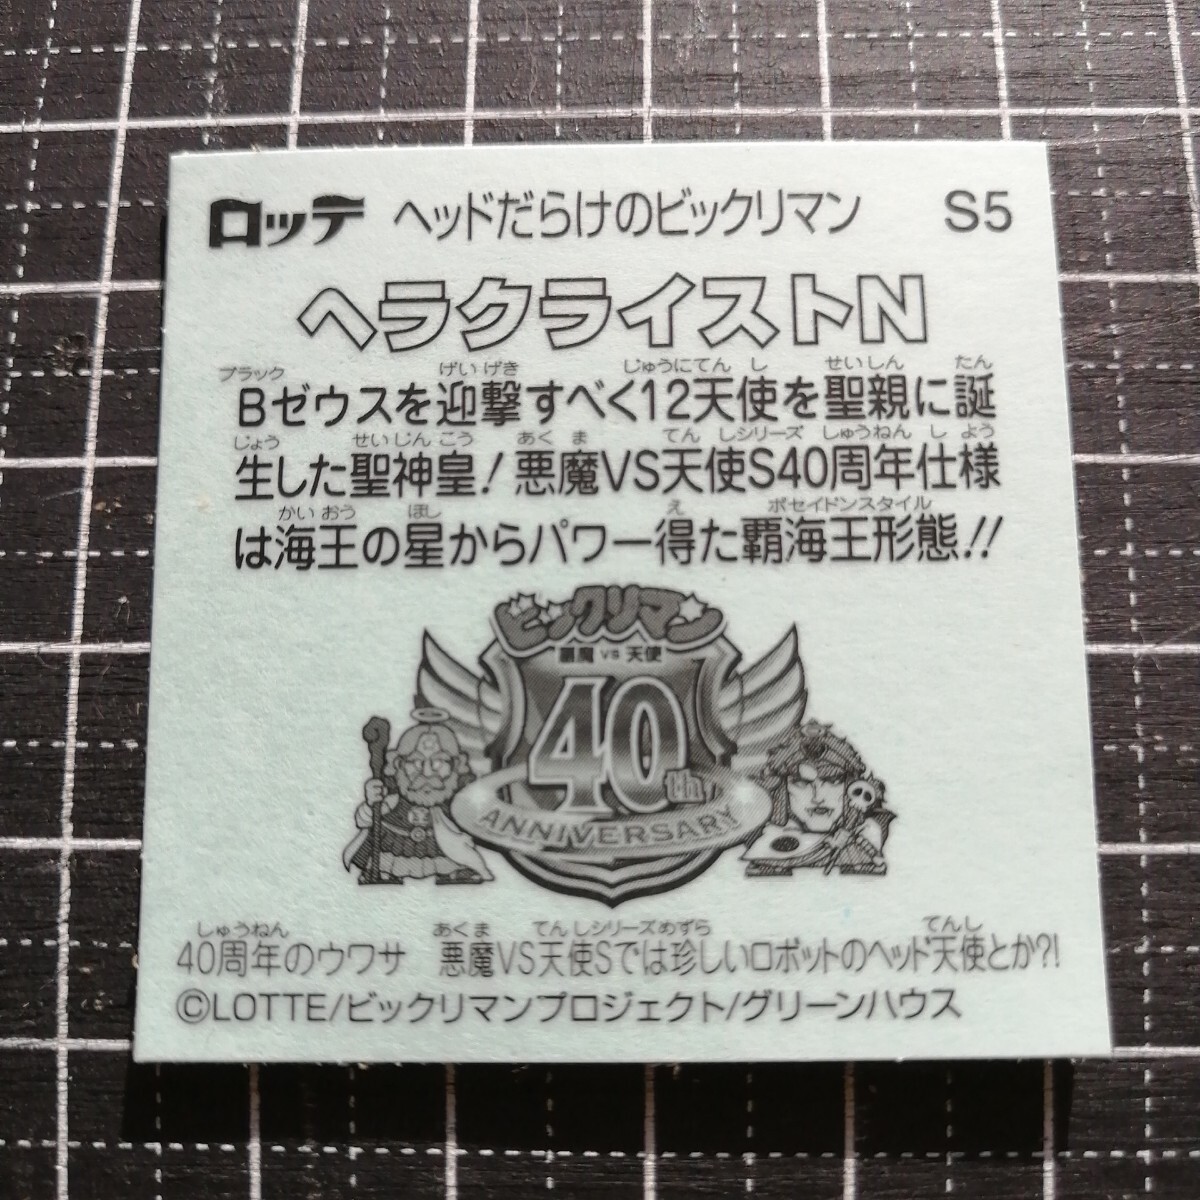 ロッテ ヘッドだらけのビックリマン S5
ヘラクライストN
ブラック げいげき じゅうにてんし せいしん たん
Bゼウスを迎撃すべく12天使を聖親に誕
じょう せいじんこう あくま てんしシリーズ しゅうねんしよう
生した聖神皇!悪魔VS天使S40周年仕様
かいおう ほし え ポセイドンスタイル
は海王の星からパワー得た覇海王形態!!
ビックリマン
悪魔VS天使
40th
ANNIVERSARY
しゅうねん あくま てんしシリーズめずら てんし
40周年のウワサ 悪魔VS天使Sでは珍しいロボットのヘッド天使とか?!
©LOTTE/ビックリマンプロジェクト/グリーンハウス